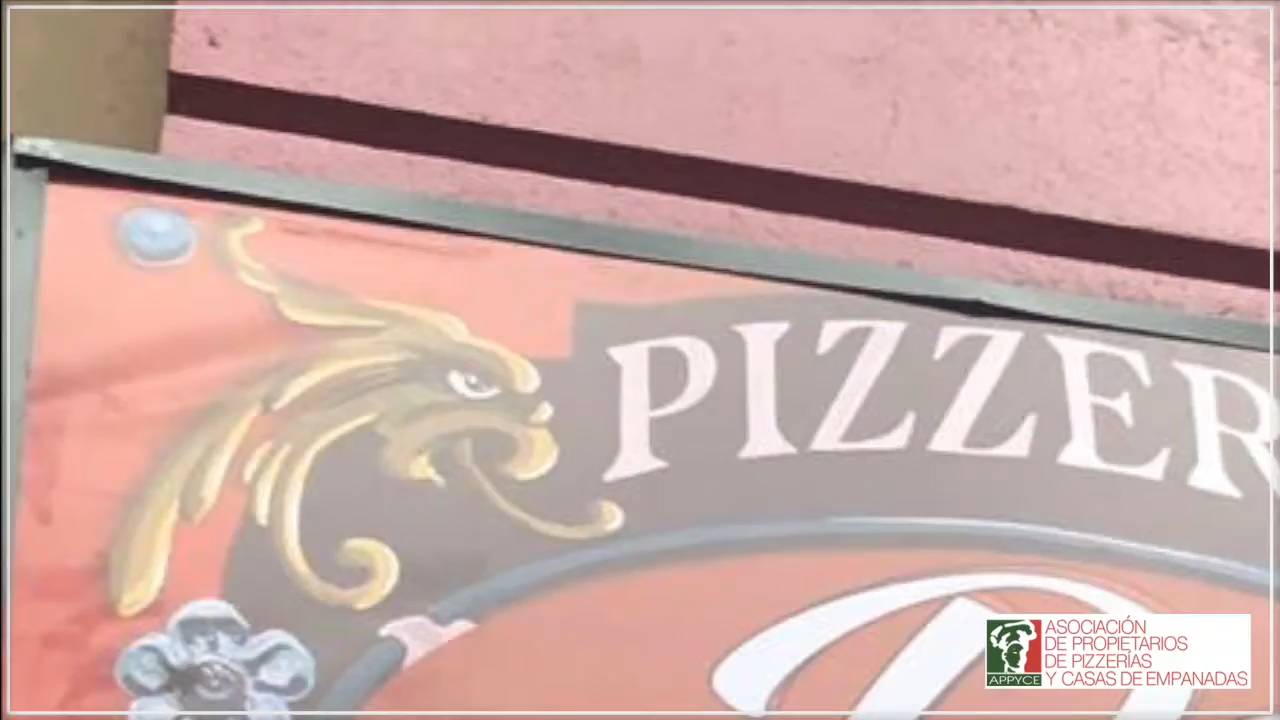 PIZZER
ASOCIACIÓN
DE PROPIETARIOS
DE PIZZERÍAS
Y CASAS DE EMPANADAS
APPYCE